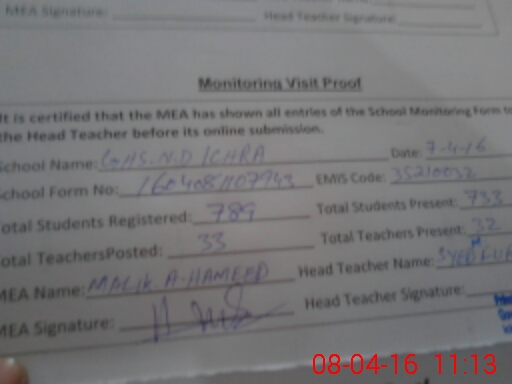 MEA Signature: Head Teacher Signature:
Monitoring Visit Proof
It is certified that the MEA has shown all entries of the School Monitoring Form to
the Head Teacher before its online submission.
School Name: GHS.N.D ICHRA Date: 7-4-16
School Form No: EMIS Code: 35210032
Total Students Registered: 789 Total Students Present: 733
Total TeachersPosted: 33 Total Teachers Present: 32
MEA Name: MALIK A.HAMEED Head Teacher Name: SYED
MEA Signature: Head Teacher Signature:
08-04-16 11:13